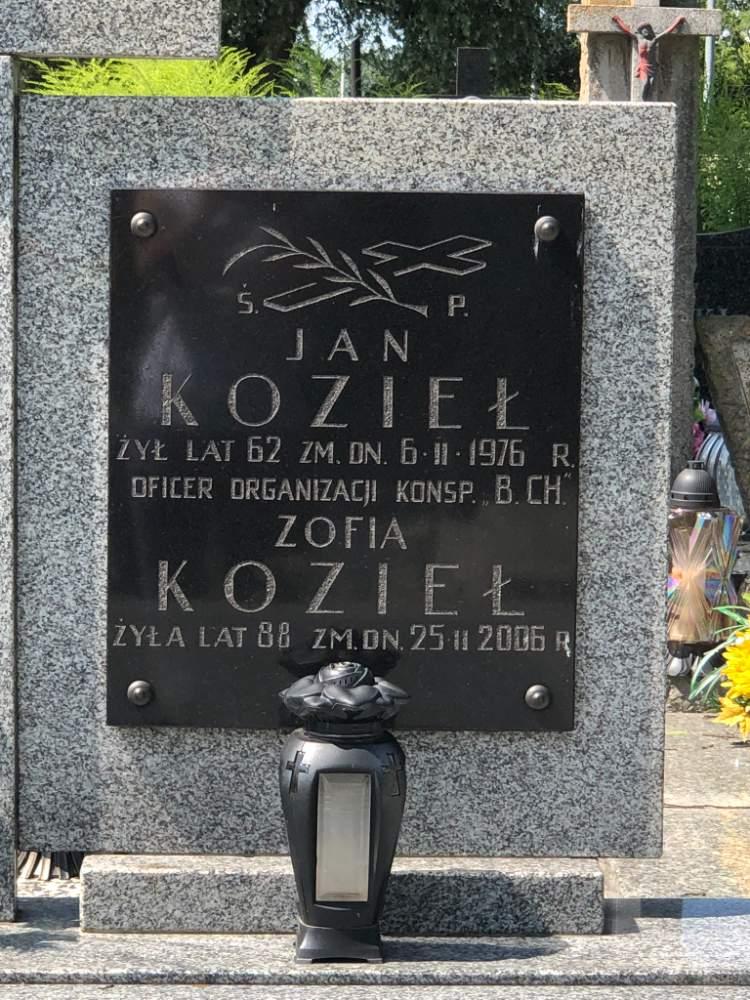 Ś. P.
JAN
KOZIEŁ
ŻYŁ LAT 62 ZM. DN. 6·II·1976 R.
OFICER ORGANIZACJI KONSP. „B. CH."
ZOFIA
KOZIEŁ
ŻYŁA LAT 88 ZM. DN. 25 II 2006 R